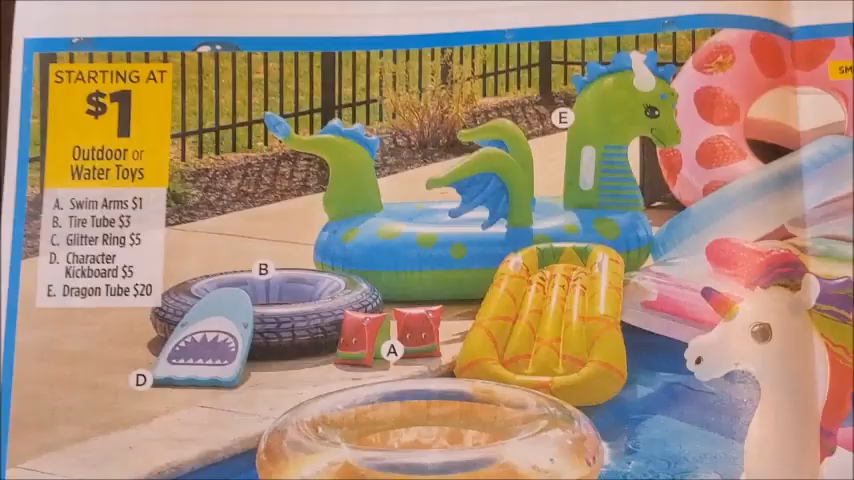 STARTING AT
$1
Outdoor or
Water Toys
A. Swim Arms $1
B. Tire Tube $3
C. Glitter Ring $5
D. Character
Kickboard $5
E. Dragon Tube $20
E
B
A
D
SM